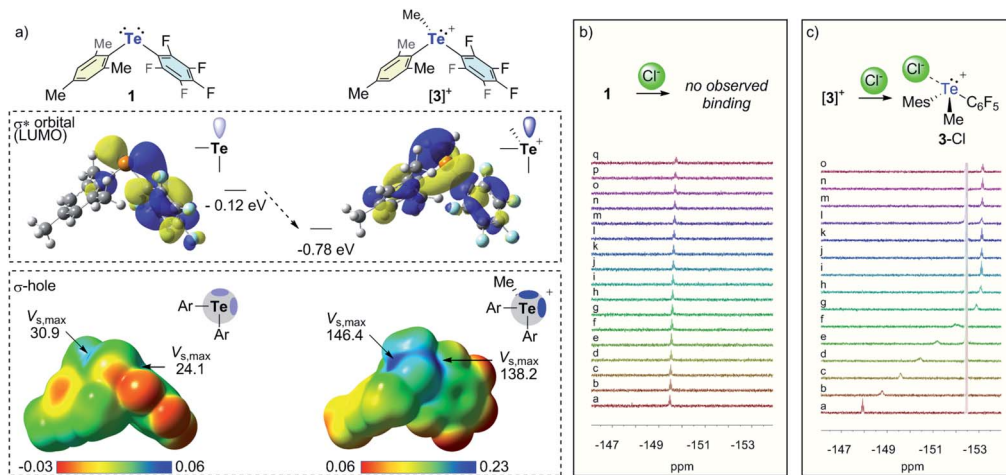 a)
Me
Te
Me
Me
Me
F
F
F
F
F
1
Me
Te
+
Me
Me
Me
F
F
F
F
F
[3]+
σ* orbital
(LUMO)
Te
- 0.12 eV
-0.78 eV
Te
+
σ-hole
Ar
Te
Ar
Vs,max
30.9
Vs,max
24.1
-0.03
0.06
Me
+
Ar
Te
Ar
Vs,max
146.4
Vs,max
138.2
0.06
0.23
b)
1
Cl-
no observed
binding
q
p
o
n
m
l
k
j
i
h
g
f
e
d
c
b
a
-147 -149 -151 -153
ppm
c)
[3]+
Cl-
Cl-
+
Te
Mes
C6F5
Me
3-Cl
o
n
m
l
k
j
i
h
g
f
e
d
c
b
a
-147 -149 -151 -153
ppm